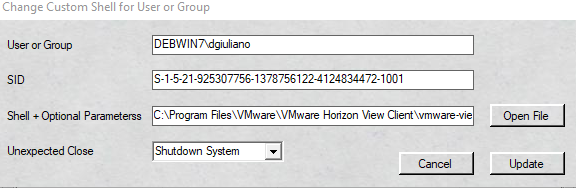 Change Custom Shell for User or Group
User or Group DEBWIN7\dgiuliano
SID S-1-5-21-925307756-1378756122-4124834472-1001
Shell + Optional Parameterss C:\Program Files\VMware\VMware Horizon View Client\vmware-vie Open File
Unexpected Close Shutdown System
Cancel Update